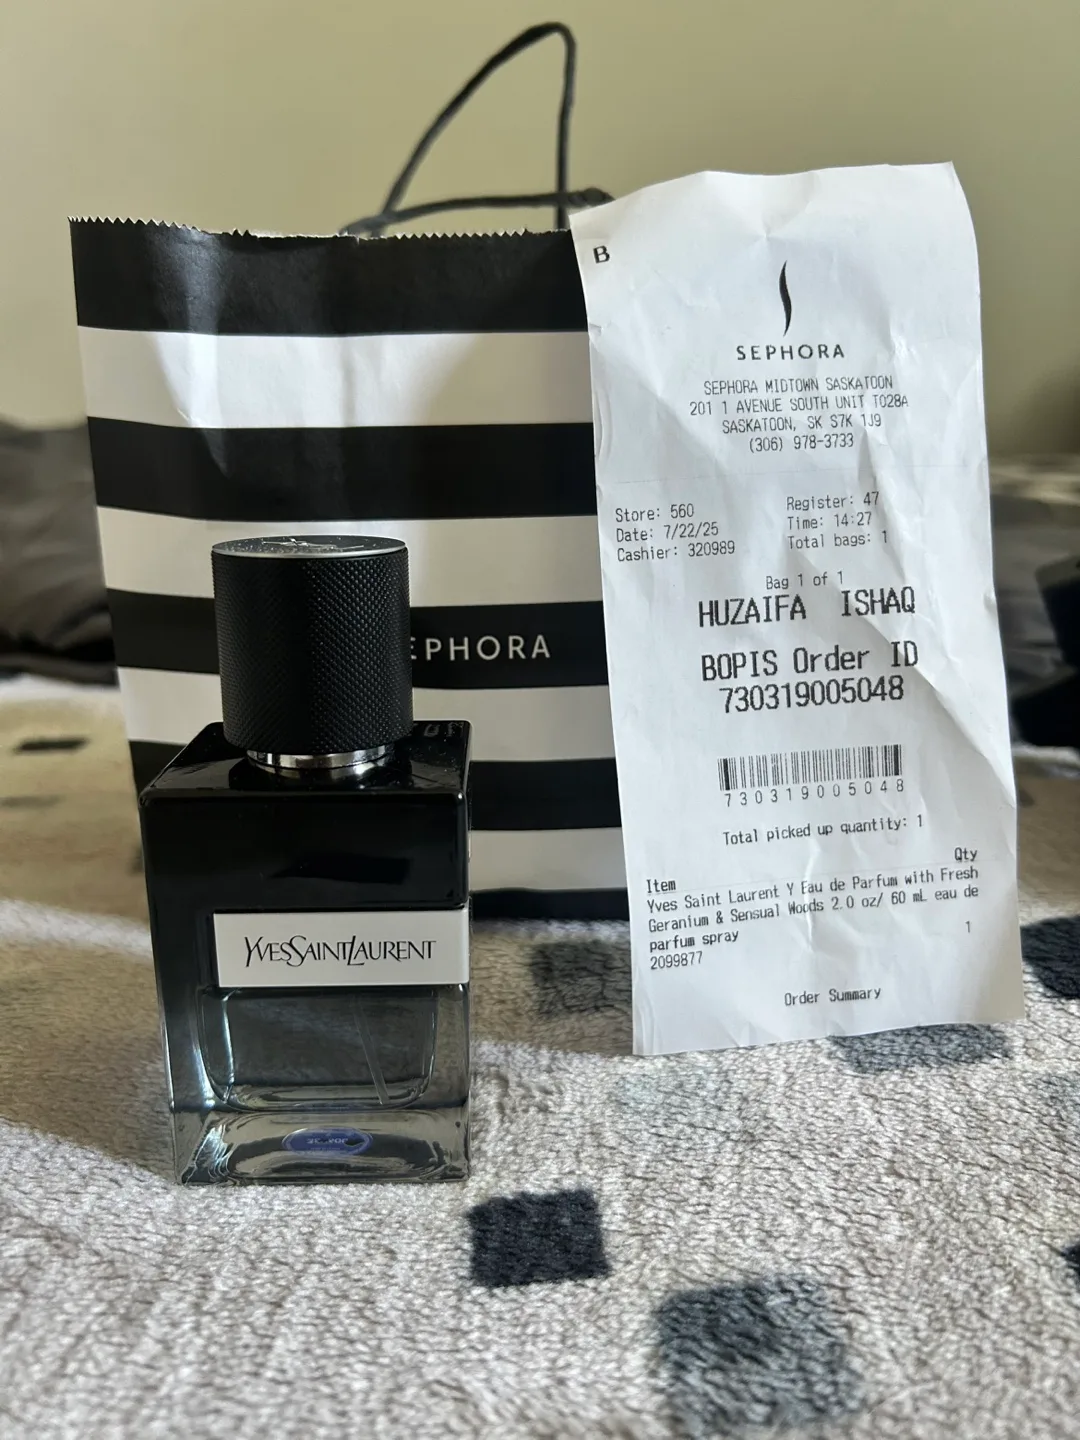 B
SEPHORA
SEPHORA MIDTOWN SASKATOON
201 1 AVENUE SOUTH UNIT T028A
SASKATOON, SK S7K 1J9
(306) 978-3733
Store: 560 Register: 47
Date: 7/22/25 Time: 14:27
Cashier: 320989 Total bags: 1
Bag 1 of 1
HUZAIFA ISHAQ
BOPIS Order ID
730319005048
730319005048
Total picked up quantity: 1
Item Qty
Yves Saint Laurent Y Eau de Parfum with Fresh
Geranium & Sensual Woods 2.0 oz/ 60 mL eau de
parfum spray 1
2099877
Order Summary
EPHORA
YVESSAINTLAURENT